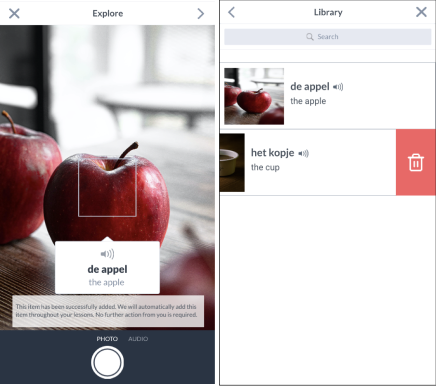 Explore
de appel
the apple
This item has been successfully added. We will automatically add this
item throughout your lessons. No further action from you is required.
PHOTO AUDIO
Library
Search
de appel
the apple
het kopje
the cup